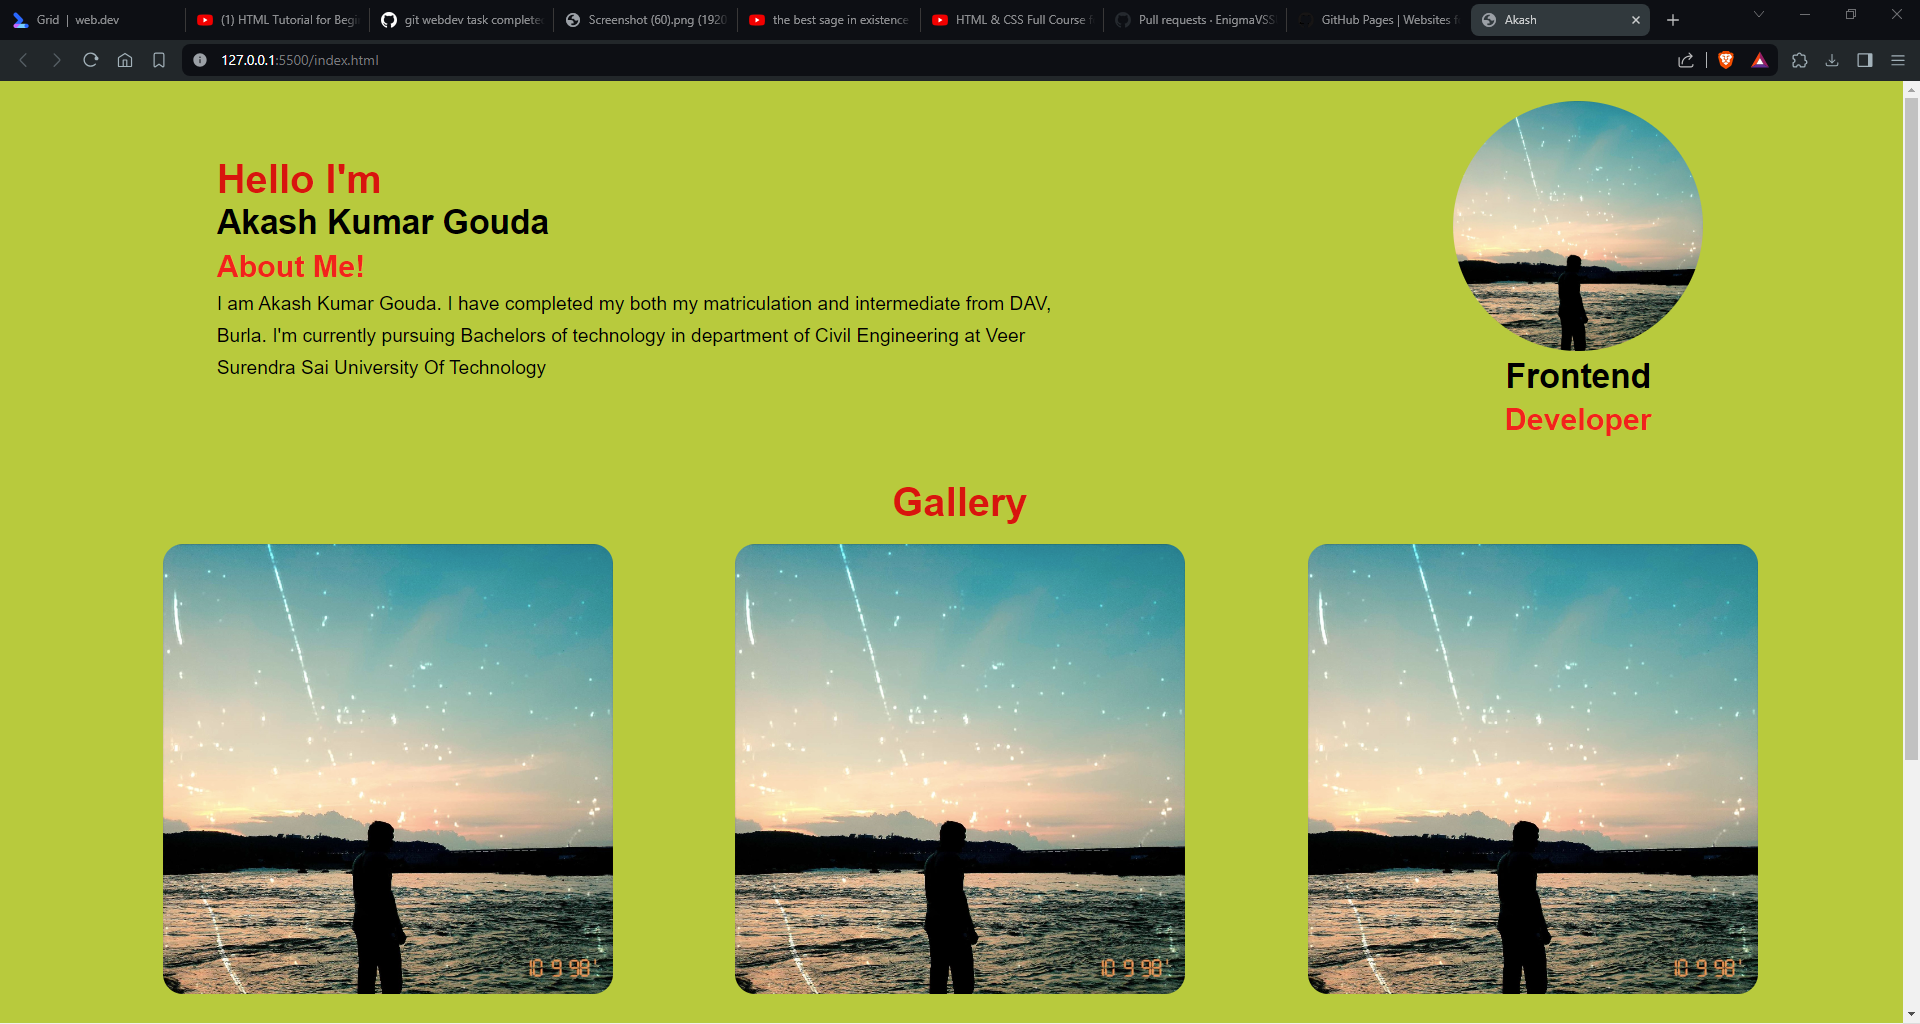 Grid | web.dev
(1) HTML Tutorial for Begi
git webdev task complete
Screenshot (60).png (1920
the best sage in existence
HTML & CSS Full Course f
Pull requests · EnigmaVSS
GitHub Pages | Websites f
Akash
127.0.0.1:5500/index.html
Hello I'm
Akash Kumar Gouda
About Me!
I am Akash Kumar Gouda. I have completed my both my matriculation and intermediate from DAV,
Burla. I'm currently pursuing Bachelors of technology in department of Civil Engineering at Veer
Surendra Sai University Of Technology
Frontend
Developer
Gallery
10 9 98'
10 9 98'
10 9 98'